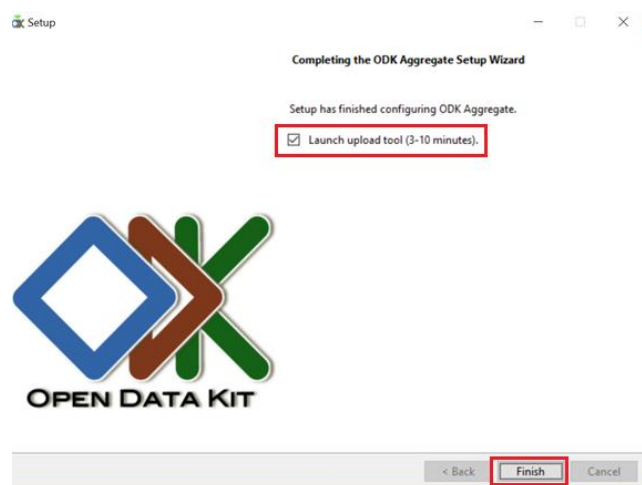 Setup
Completing the ODK Aggregate Setup Wizard
Setup has finished configuring ODK Aggregate.
Launch upload tool (3-10 minutes).
ODK
OPEN DATA KIT
< Back Finish Cancel